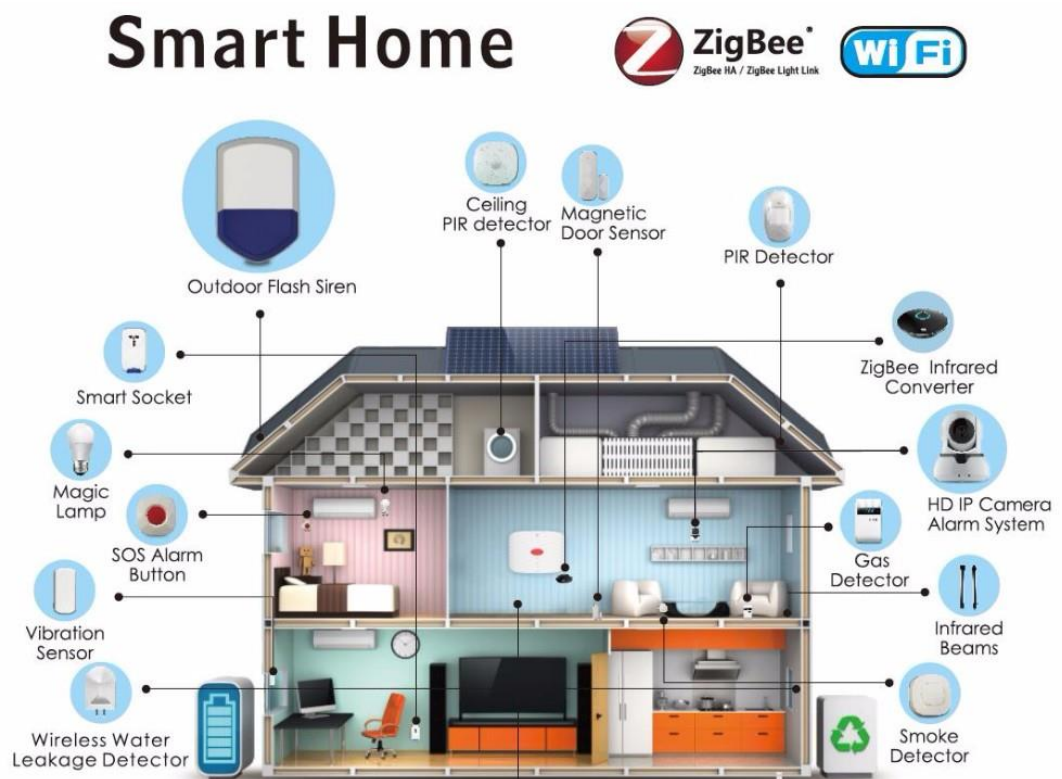 Smart Home
ZigBee®
ZigBee HA / ZigBee Light Link
Wi Fi
Ceiling
PIR detector
Magnetic
Door Sensor
PIR Detector
Outdoor Flash Siren
Smart Socket
ZigBee Infrared
Converter
Magic
Lamp
HD IP Camera
Alarm System
SOS Alarm
Button
Gas
Detector
Vibration
Sensor
Infrared
Beams
Wireless Water
Leakage Detector
Smoke
Detector